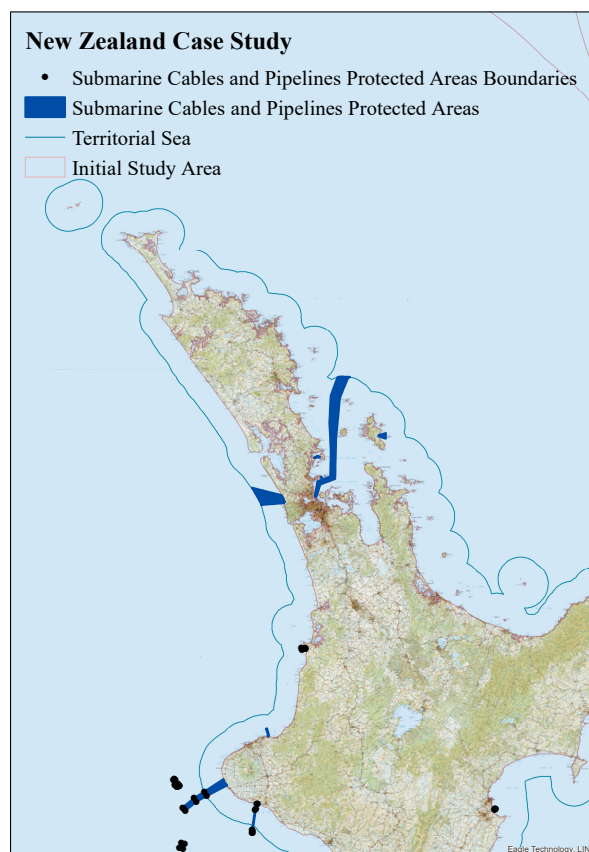 New Zealand Case Study
Submarine Cables and Pipelines Protected Areas Boundaries
Submarine Cables and Pipelines Protected Areas
Territorial Sea
Initial Study Area
Eagle Technology, LIN